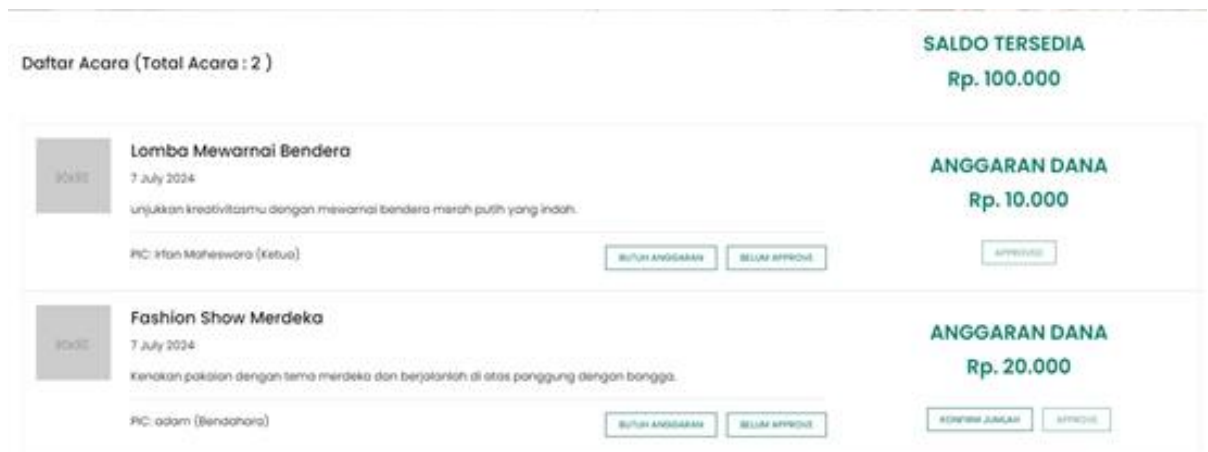 Daftar Acara (Total Acara : 2 )
SALDO TERSEDIA
Rp. 100.000
Lomba Mewarnai Bendera
7 July 2024
unjukkan kreativitasmu dengan mewarnai bendera merah putih yang indah.
PIC: Irfan Maheswara (Ketua)
BUTUH ANGGARAN
BELUM APPROVE
ANGGARAN DANA
Rp. 10.000
APPROVED
Fashion Show Merdeka
7 July 2024
Kenakan pakaian dengan tema merdeka dan berjalanlah di atas panggung dengan bangga.
PIC: adam (Bendahara)
BUTUH ANGGARAN
BELUM APPROVE
ANGGARAN DANA
Rp. 20.000
KONFIRM JUMLAH
APPROVE